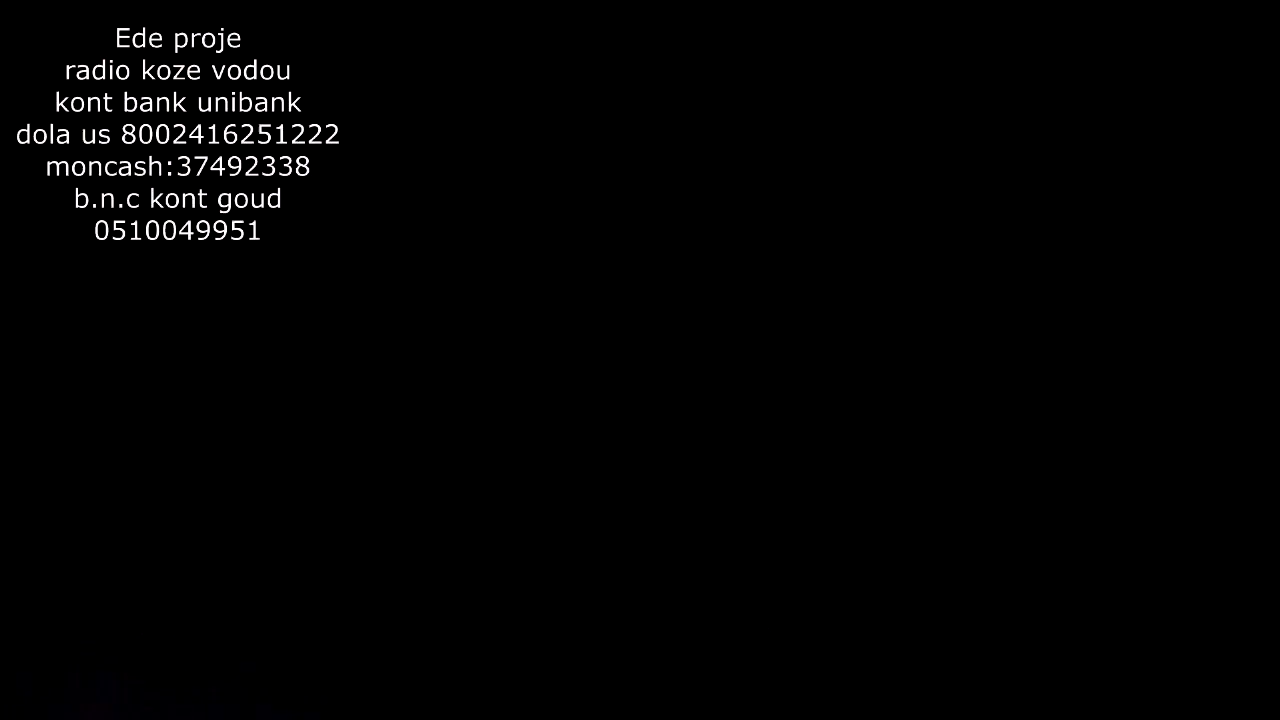 Ede proje
radio koze vodou
kont bank unibank
dola us 8002416251222
moncash:37492338
b.n.c kont goud
0510049951